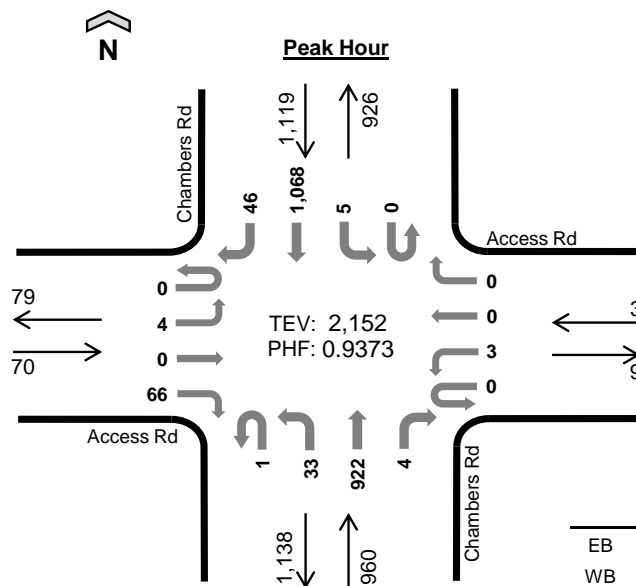 Peak Hour
N
Chambers Rd
1,119
926
46
1,068
5
0
Access Rd
0
4
0
66
79
70
TEV: 2,152
PHF: 0.9373
0
0
3
0
3
9
Access Rd
1
33
922
4
Chambers Rd
1,138
960
EB
WB